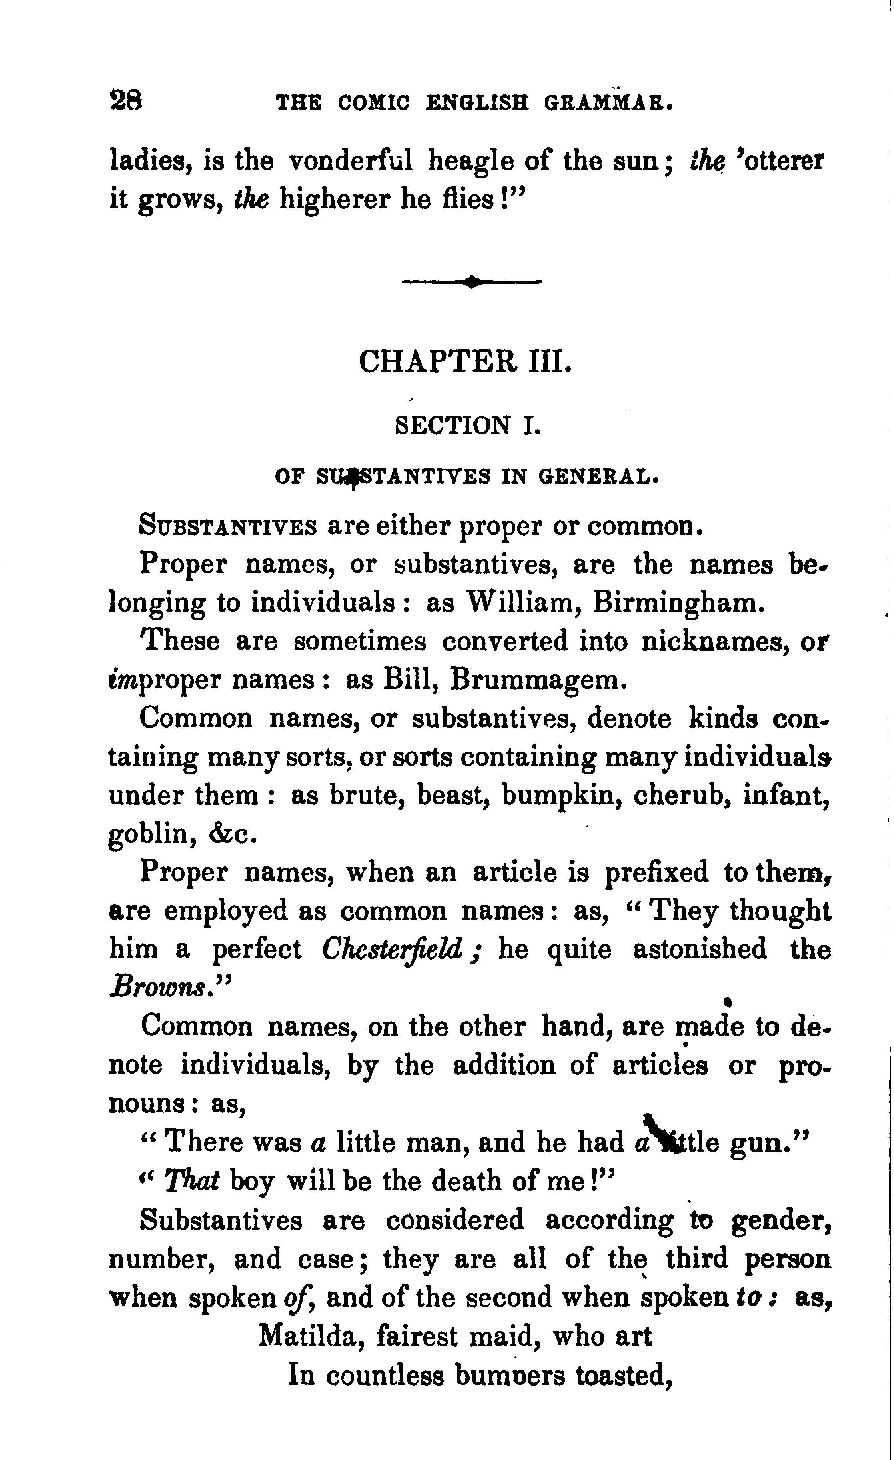 28 THE COMIC ENGLISH GRAMMAR.
ladies, is the vonderful heagle of the sun; the 'otterer
it grows, the higherer he flies!"
CHAPTER III.
SECTION I.
OF SUBSTANTIVES IN GENERAL.
SUBSTANTIVES are either proper or common.
Proper names, or substantives, are the names be-
longing to individuals: as William, Birmingham.
These are sometimes converted into nicknames, or
improper names: as Bill, Brummagem.
Common names, or substantives, denote kinds con-
taining many sorts, or sorts containing many individuals
under them: as brute, beast, bumpkin, cherub, infant,
goblin, &c.
Proper names, when an article is prefixed to them,
are employed as common names: as, "They thought
him a perfect Chesterfield; he quite astonished the
Browns."
Common names, on the other hand, are made to de-
note individuals, by the addition of articles or pro-
nouns: as,
"There was a little man, and he had a little gun."
"That boy will be the death of me!"
Substantives are considered according to gender,
number, and case; they are all of the third person
when spoken of, and of the second when spoken to: as,
Matilda, fairest maid, who art
In countless bumpers toasted,